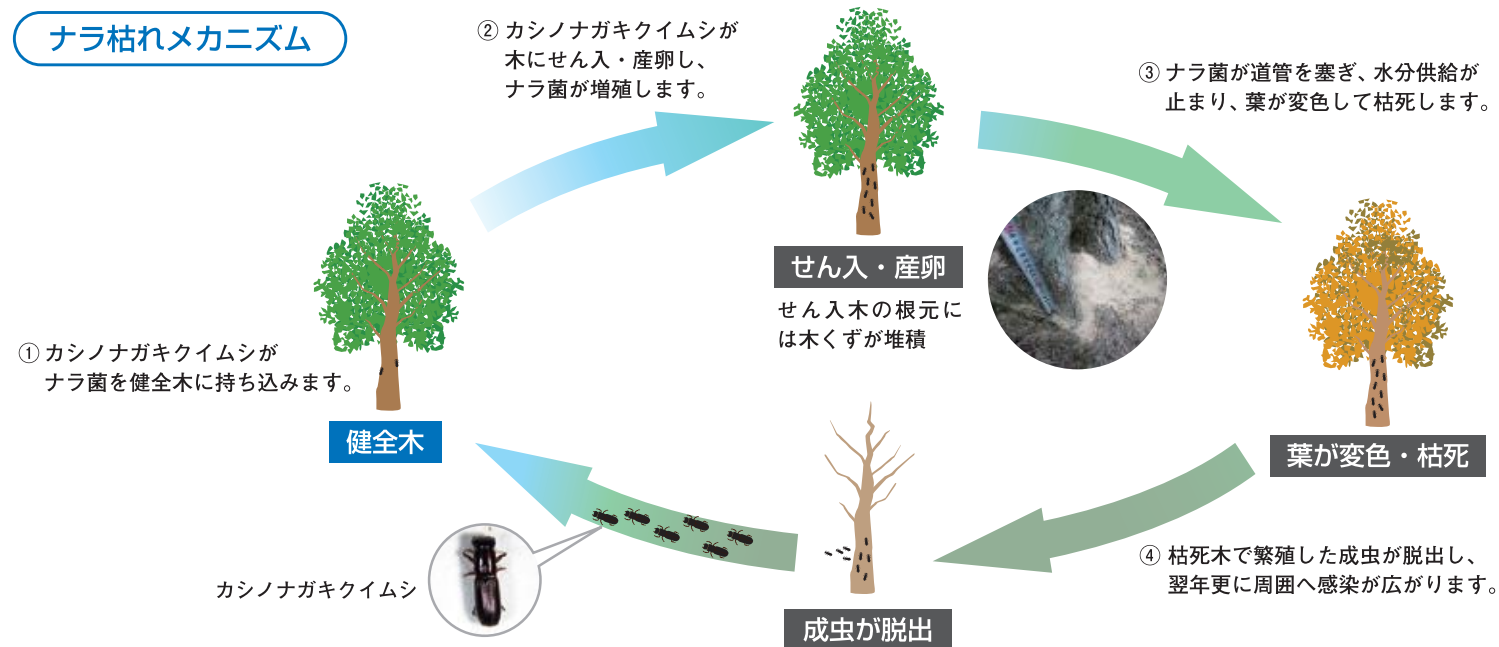 ナラ枯れメカニズム
① カシノナガキクイムシが
ナラ菌を健全木に持ち込みます。
健全木
② カシノナガキクイムシが
木にせん入・産卵し、
ナラ菌が増殖します。
せん入・産卵
せん入木の根元に
は木くずが堆積
③ ナラ菌が道管を塞ぎ、水分供給が
止まり、葉が変色して枯死します。
葉が変色・枯死
④ 枯死木で繁殖した成虫が脱出し、
翌年更に周囲へ感染が広がります。
成虫が脱出
カシノナガキクイムシ